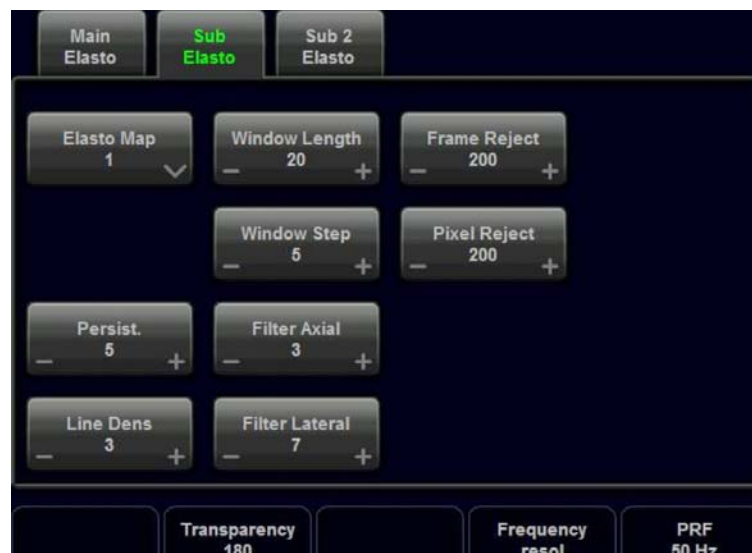 Main Elasto
Sub Elasto
Sub 2 Elasto
Elasto Map
1
Window Length
20
Frame Reject
200
Window Step
5
Pixel Reject
200
Persist.
5
Filter Axial
3
Line Dens
3
Filter Lateral
7
Transparency
180
Frequency
resol
PRF
50 Hz